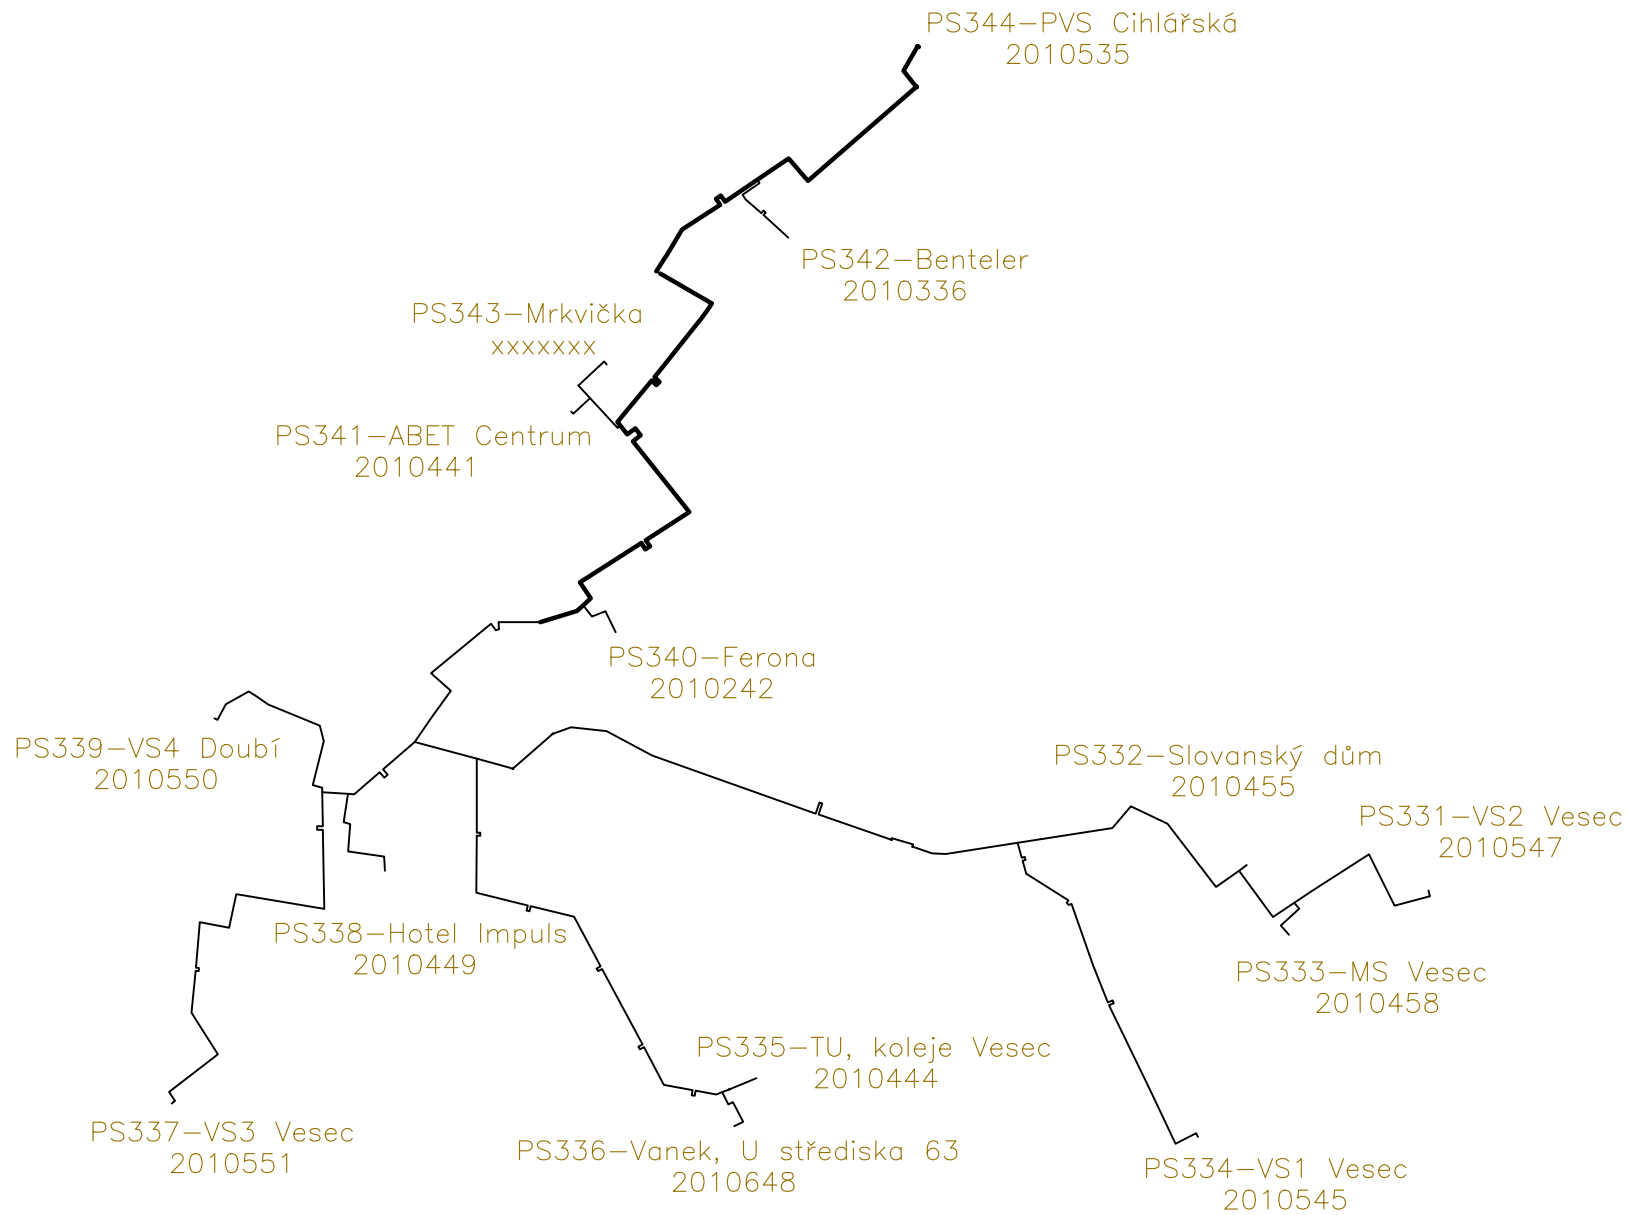 PS344-PVS Cihlářská
2010535
PS342-Benteler
2010336
PS343-Mrkvička
xxxxxxx
PS341-ABET Centrum
2010441
PS340-Ferona
2010242
PS339-VS4 Doubí
2010550
PS332-Slovanský dům
2010455
PS331-VS2 Vesec
2010547
PS338-Hotel Impuls
2010449
PS333-MS Vesec
2010458
PS335-TU, koleje Vesec
2010444
PS337-VS3 Vesec
2010551
PS336-Vanek, U střediska 63
2010648
PS334-VS1 Vesec
2010545